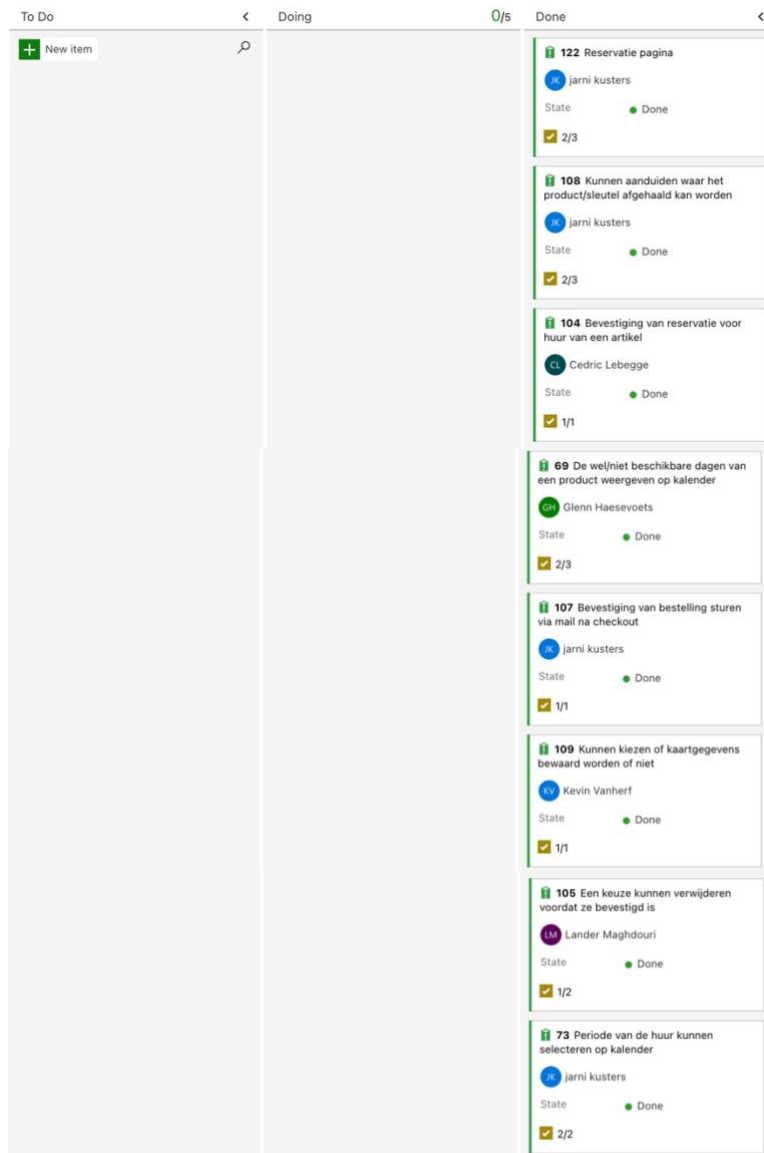 To Do
Doing
0/5
Done
New item
122 Reservatie pagina
JK jarni kusters
State Done
2/3
108 Kunnen aanduiden waar het
product/sleutel afgehaald kan worden
JK jarni kusters
State Done
2/3
104 Bevestiging van reservatie voor
huur van een artikel
CL Cedric Lebegge
State Done
1/1
69 De wel/niet beschikbare dagen van
een product weergeven op kalender
GH Glenn Haesevoets
State Done
2/3
107 Bevestiging van bestelling sturen
via mail na checkout
JK jarni kusters
State Done
1/1
109 Kunnen kiezen of kaartgegevens
bewaard worden of niet
KV Kevin Vanherf
State Done
1/1
105 Een keuze kunnen verwijderen
voordat ze bevestigd is
LM Lander Maghdouri
State Done
1/2
73 Periode van de huur kunnen
selecteren op kalender
JK jarni kusters
State Done
2/2